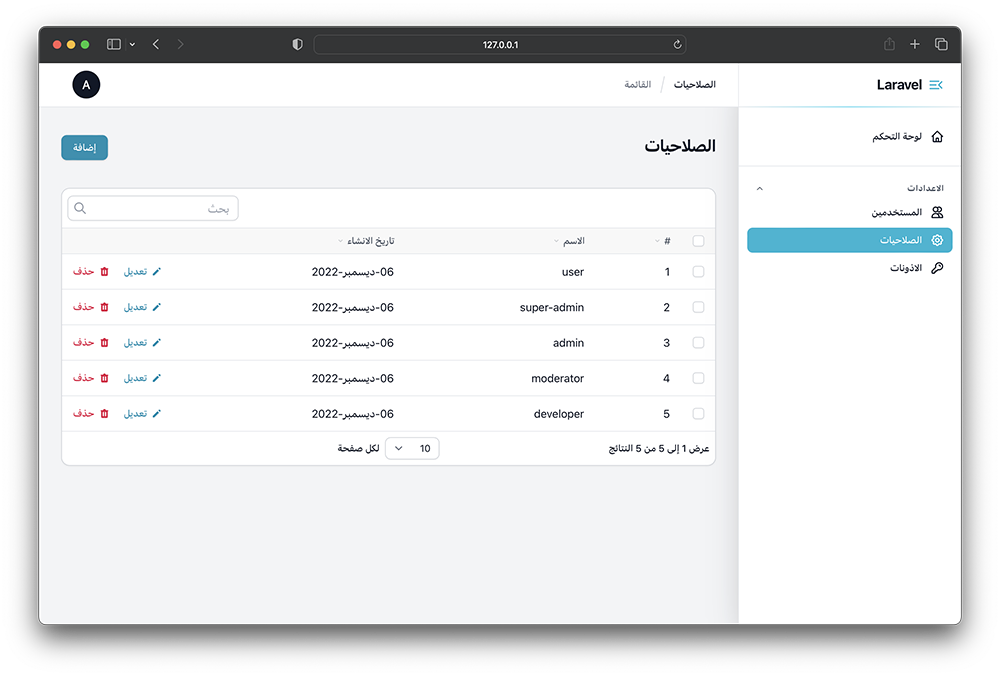 127.0.0.1
Laravel
لوحة التحكم
الاعدادات
المستخدمين
الصلاحيات
الاذونات
الصلاحيات / القائمة
A
الصلاحيات
إضافة
بحث
# الاسم تاريخ الانشاء
1 user 06-ديسمبر-2022 تعديل حذف
2 super-admin 06-ديسمبر-2022 تعديل حذف
3 admin 06-ديسمبر-2022 تعديل حذف
4 moderator 06-ديسمبر-2022 تعديل حذف
5 developer 06-ديسمبر-2022 تعديل حذف
عرض 1 إلى 5 من 5 النتائج 10 لكل صفحة